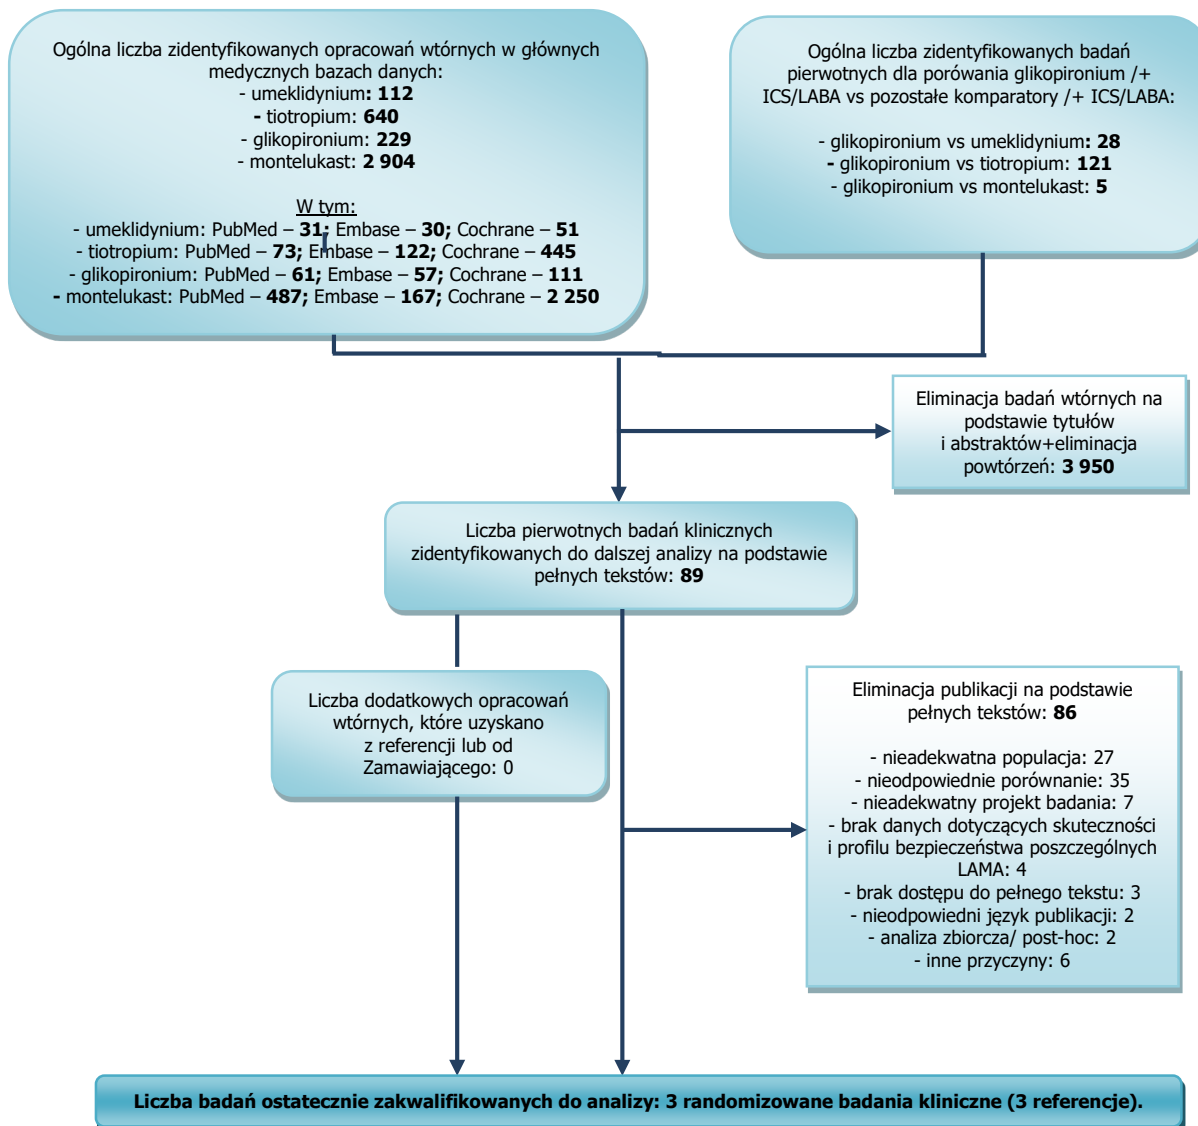 Ogólna liczba zidentyfikowanych opracowań wtórnych w głównych
medycznych bazach danych:
- umeklidynium: 112
- tiotropium: 640
- glikopironium: 229
- montelukast: 2 904
W tym:
- umeklidynium: PubMed – 31; Embase – 30; Cochrane – 51
- tiotropium: PubMed – 73; Embase – 122; Cochrane – 445
- glikopironium: PubMed – 61; Embase – 57; Cochrane – 111
- montelukast: PubMed – 487; Embase – 167; Cochrane – 2 250
Ogólna liczba zidentyfikowanych badań
pierwotnych dla porówania glikopironium /+
ICS/LABA vs pozostałe komparatory /+ ICS/LABA:
- glikopironium vs umeklidynium: 28
- glikopironium vs tiotropium: 121
- glikopironium vs montelukast: 5
Eliminacja badań wtórnych na
podstawie tytułów
i abstraktów+eliminacja
powtórzeń: 3 950
Liczba pierwotnych badań klinicznych
zidentyfikowanych do dalszej analizy na podstawie
pełnych tekstów: 89
Liczba dodatkowych opracowań
wtórnych, które uzyskano
z referencji lub od
Zamawiającego: 0
Eliminacja publikacji na podstawie
pełnych tekstów: 86
- nieadekwatna populacja: 27
- nieodpowiednie porównanie: 35
- nieadekwatny projekt badania: 7
- brak danych dotyczących skuteczności
i profilu bezpieczeństwa poszczególnych
LAMA: 4
- brak dostępu do pełnego tekstu: 3
- nieodpowiedni język publikacji: 2
- analiza zbiorcza/ post-hoc: 2
- inne przyczyny: 6
Liczba badań ostatecznie zakwalifikowanych do analizy: 3 randomizowane badania kliniczne (3 referencje).